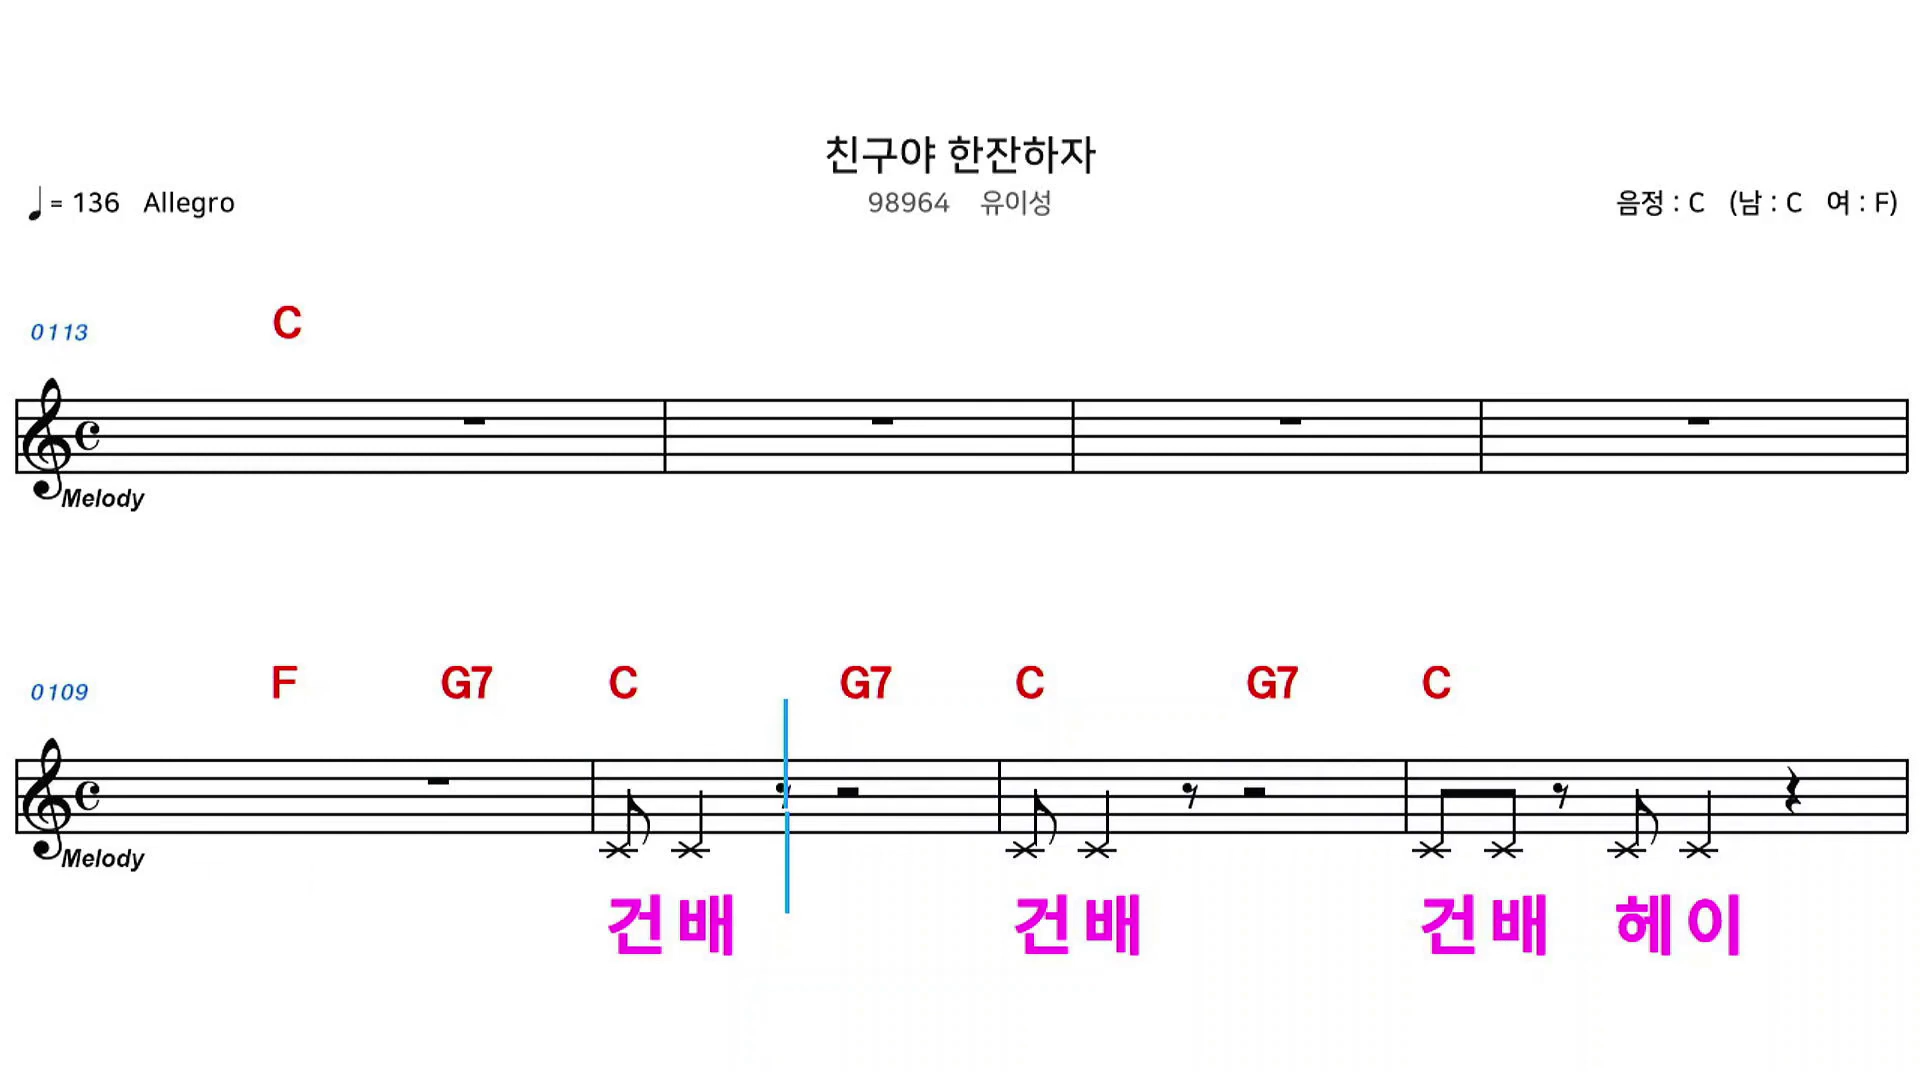 친구야 한잔하자
♩= 136 Allegro 98964 유이성 음정 : C (남 : C 여 : F)
0113 C
Melody
0109 F G7 C G7 C G7 C
Melody
건배 건배 건배 헤이